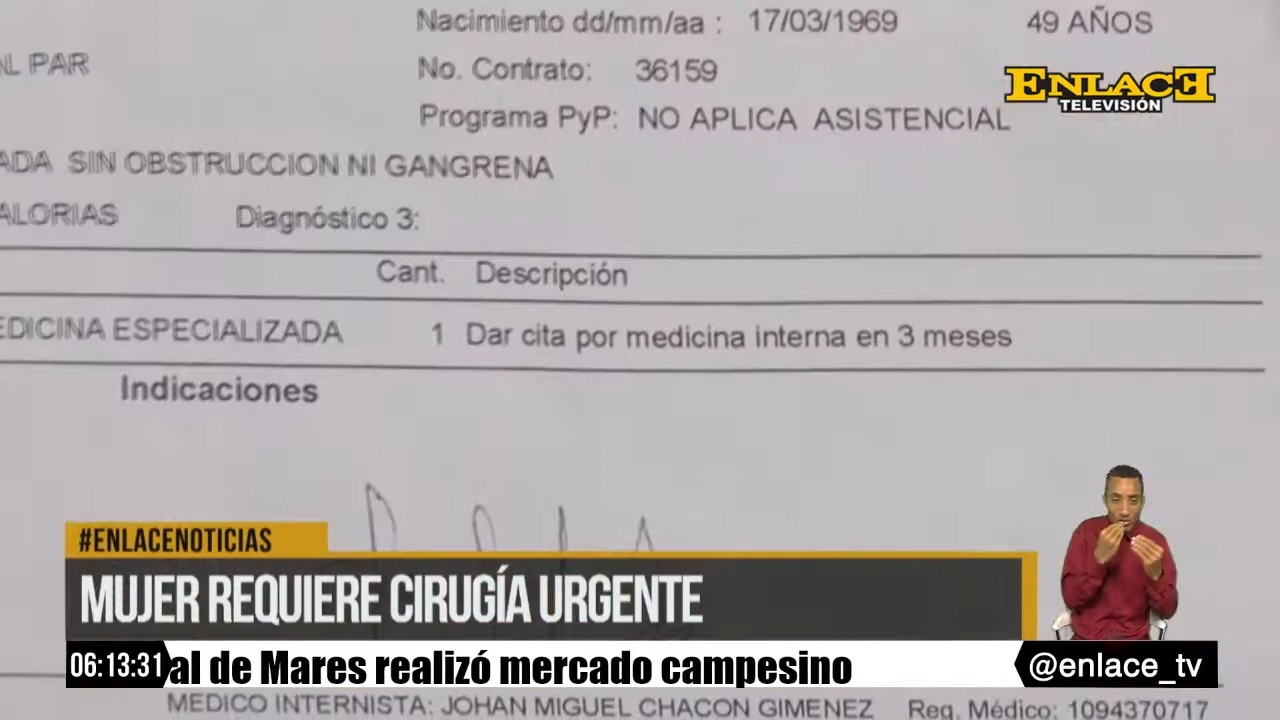 Nacimiento dd/mm/aa : 17/03/1969 49 AÑOS
AL PAR No. Contrato: 36159
ENLACE
TELEVISIÓN
Programa PyP: NO APLICA ASISTENCIAL
ADA SIN OBSTRUCCION NI GANGRENA
ALORIAS Diagnóstico 3:
Cant. Descripción
EDICINA ESPECIALIZADA 1 Dar cita por medicina interna en 3 meses
Indicaciones
#ENLACENOTICIAS
MUJER REQUIERE CIRUGÍA URGENTE
06:13:31 al de Mares realizó mercado campesino @enlace_tv
MEDICO INTERNISTA: JOHAN MIGUEL CHACON GIMENEZ Reg. Médico: 1094370717